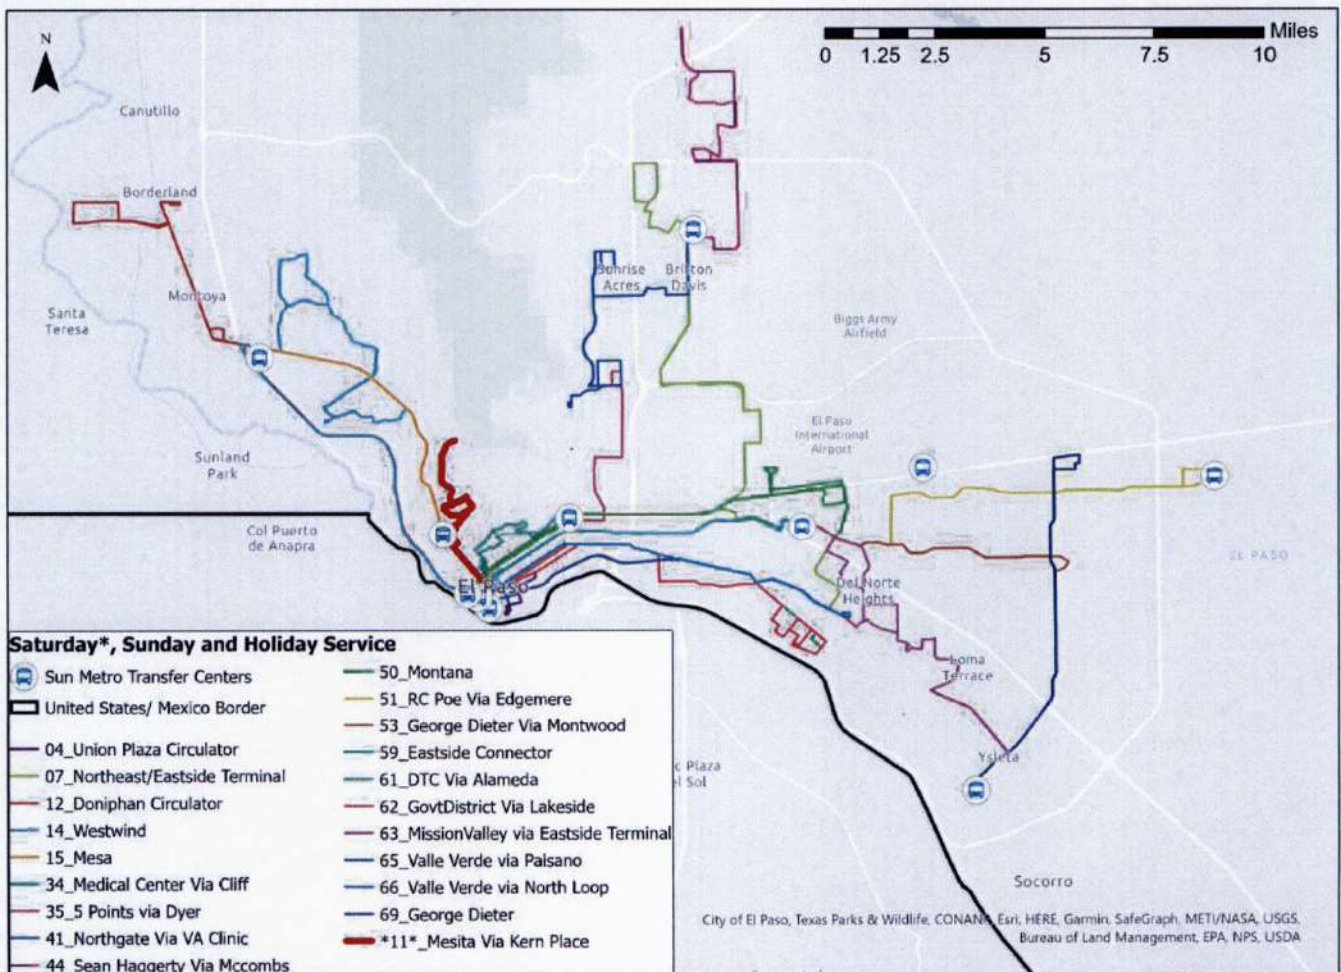 N
Miles
0 1.25 2.5 5 7.5 10
Canutillo
Borderland
Montoya
Santa
Teresa
Sunrise
Acres
Britton
Davis
Biggs Army
Airfield
El Paso
International
Airport
Sunland
Park
Col Puerto
de Anapra
El Paso
Del Norte
Heights
EL PASO
Loma
Terrace
Ysleta
c Plaza
el Sol
Socorro
Saturday*, Sunday and Holiday Service
Sun Metro Transfer Centers
United States/ Mexico Border
04_Union Plaza Circulator
07_Northeast/Eastside Terminal
12_Doniphan Circulator
14_Westwind
15_Mesa
34_Medical Center Via Cliff
35_5 Points via Dyer
41_Northgate Via VA Clinic
44_Sean Haggerty Via Mccombs
50_Montana
51_RC Poe Via Edgemere
53_George Dieter Via Montwood
59_Eastside Connector
61_DTC Via Alameda
62_GovtDistrict Via Lakeside
63_MissionValley via Eastside Terminal
65_Valle Verde via Paisano
66_Valle Verde via North Loop
69_George Dieter
*11*_Mesita Via Kern Place
City of El Paso, Texas Parks & Wildlife, CONANP, Esri, HERE, Garmin, SafeGraph, METI/NASA, USGS,
Bureau of Land Management, EPA, NPS, USDA